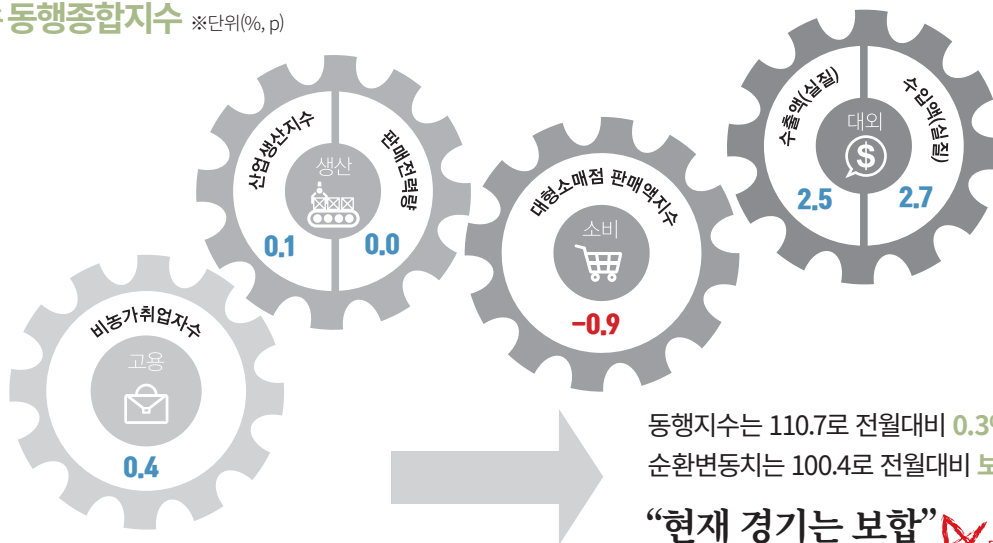 동행종합지수 ※단위(%, p)
수출액(실질)
수입액(실질)
대외
$
2.5
2.7
산업생산지수
판매전력량
생산
0.1
0.0
대형소매점 판매액지수
소비
-0.9
비농가취업자수
고용
0.4
동행지수는 110.7로 전월대비 0.3%
순환변동치는 100.4로 전월대비
“현재 경기는 보합”